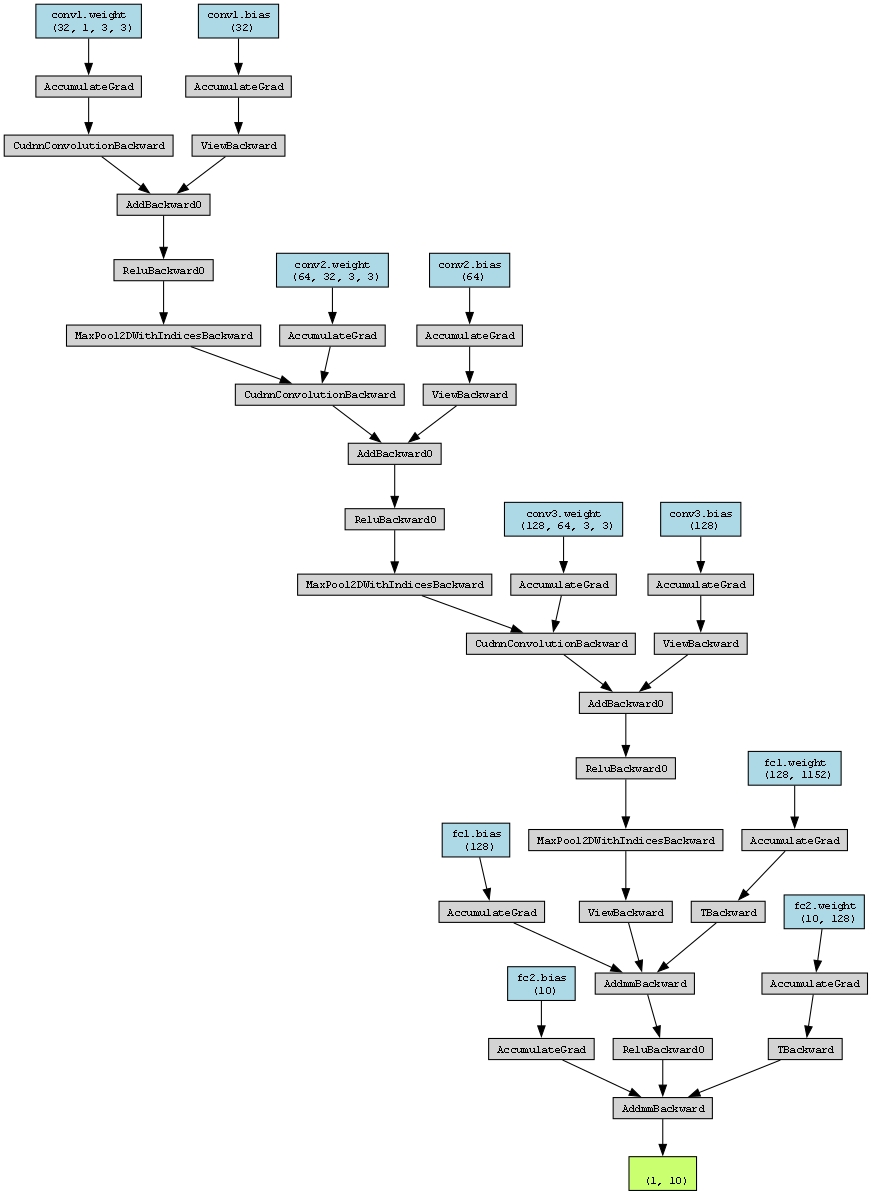 conv1.weight
(32, 1, 3, 3)
conv1.bias
(32)
AccumulateGrad
AccumulateGrad
CudnnConvolutionBackward
ViewBackward
AddBackward0
ReluBackward0
conv2.weight
(64, 32, 3, 3)
conv2.bias
(64)
MaxPool2DWithIndicesBackward
AccumulateGrad
AccumulateGrad
CudnnConvolutionBackward
ViewBackward
AddBackward0
ReluBackward0
conv3.weight
(128, 64, 3, 3)
conv3.bias
(128)
MaxPool2DWithIndicesBackward
AccumulateGrad
AccumulateGrad
CudnnConvolutionBackward
ViewBackward
AddBackward0
ReluBackward0
fc1.weight
(128, 1152)
fc1.bias
(128)
MaxPool2DWithIndicesBackward
AccumulateGrad
AccumulateGrad
ViewBackward
TBackward
fc2.weight
(10, 128)
fc2.bias
(10)
AddmmBackward
AccumulateGrad
AccumulateGrad
ReluBackward0
TBackward
AddmmBackward
(1, 10)